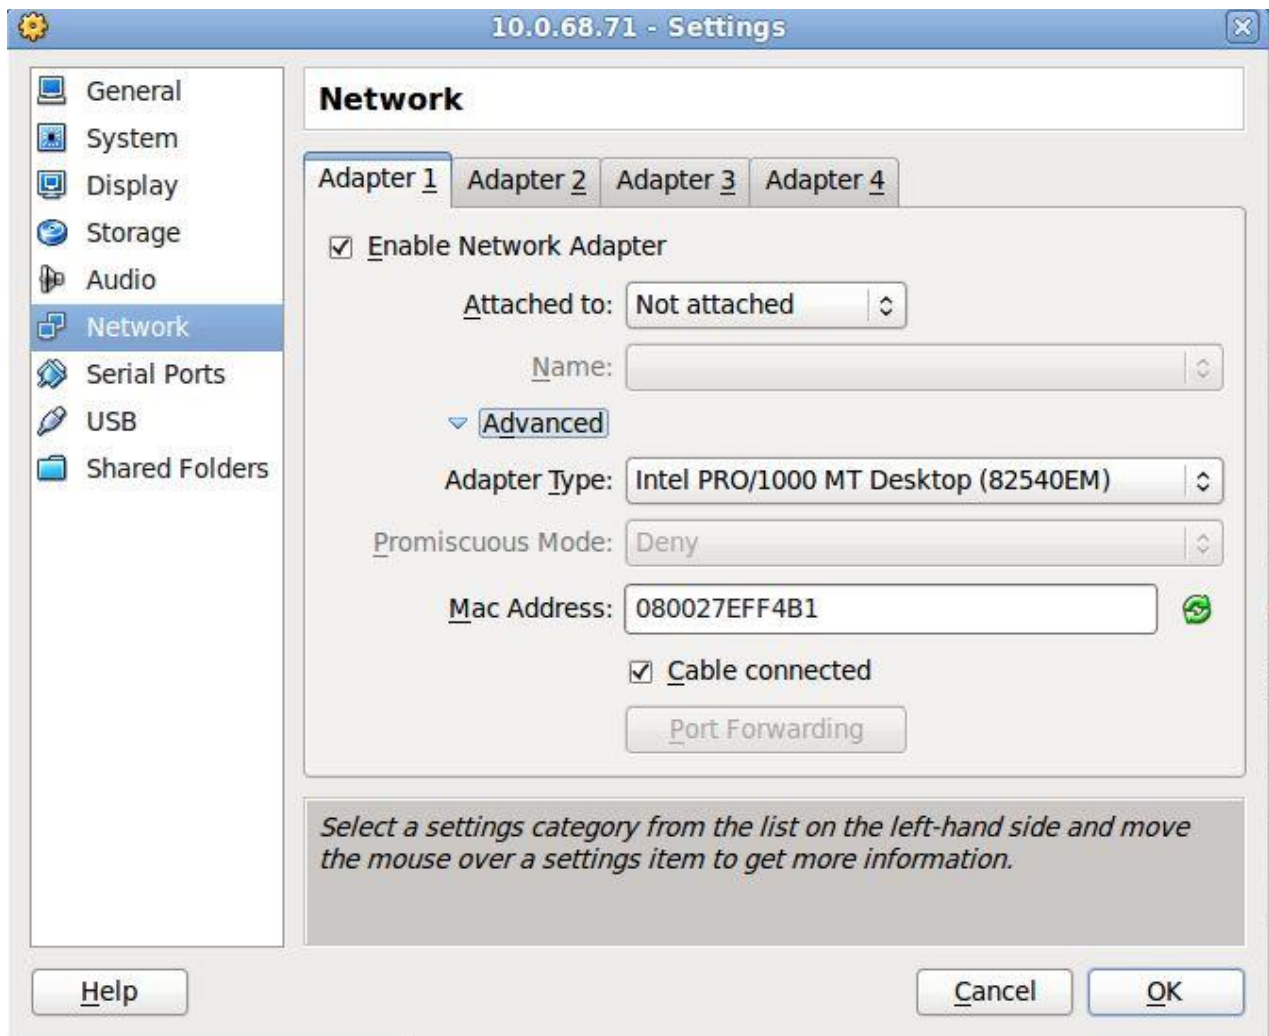 10.0.68.71 - Settings
General
System
Display
Storage
Audio
Network
Serial Ports
USB
Shared Folders
Network
Adapter 1 Adapter 2 Adapter 3 Adapter 4
Enable Network Adapter
Attached to: Not attached
Name:
Advanced
Adapter Type: Intel PRO/1000 MT Desktop (82540EM)
Promiscuous Mode: Deny
Mac Address: 080027EFF4B1
Cable connected
Port Forwarding
Select a settings category from the list on the left-hand side and move
the mouse over a settings item to get more information.
Help Cancel OK